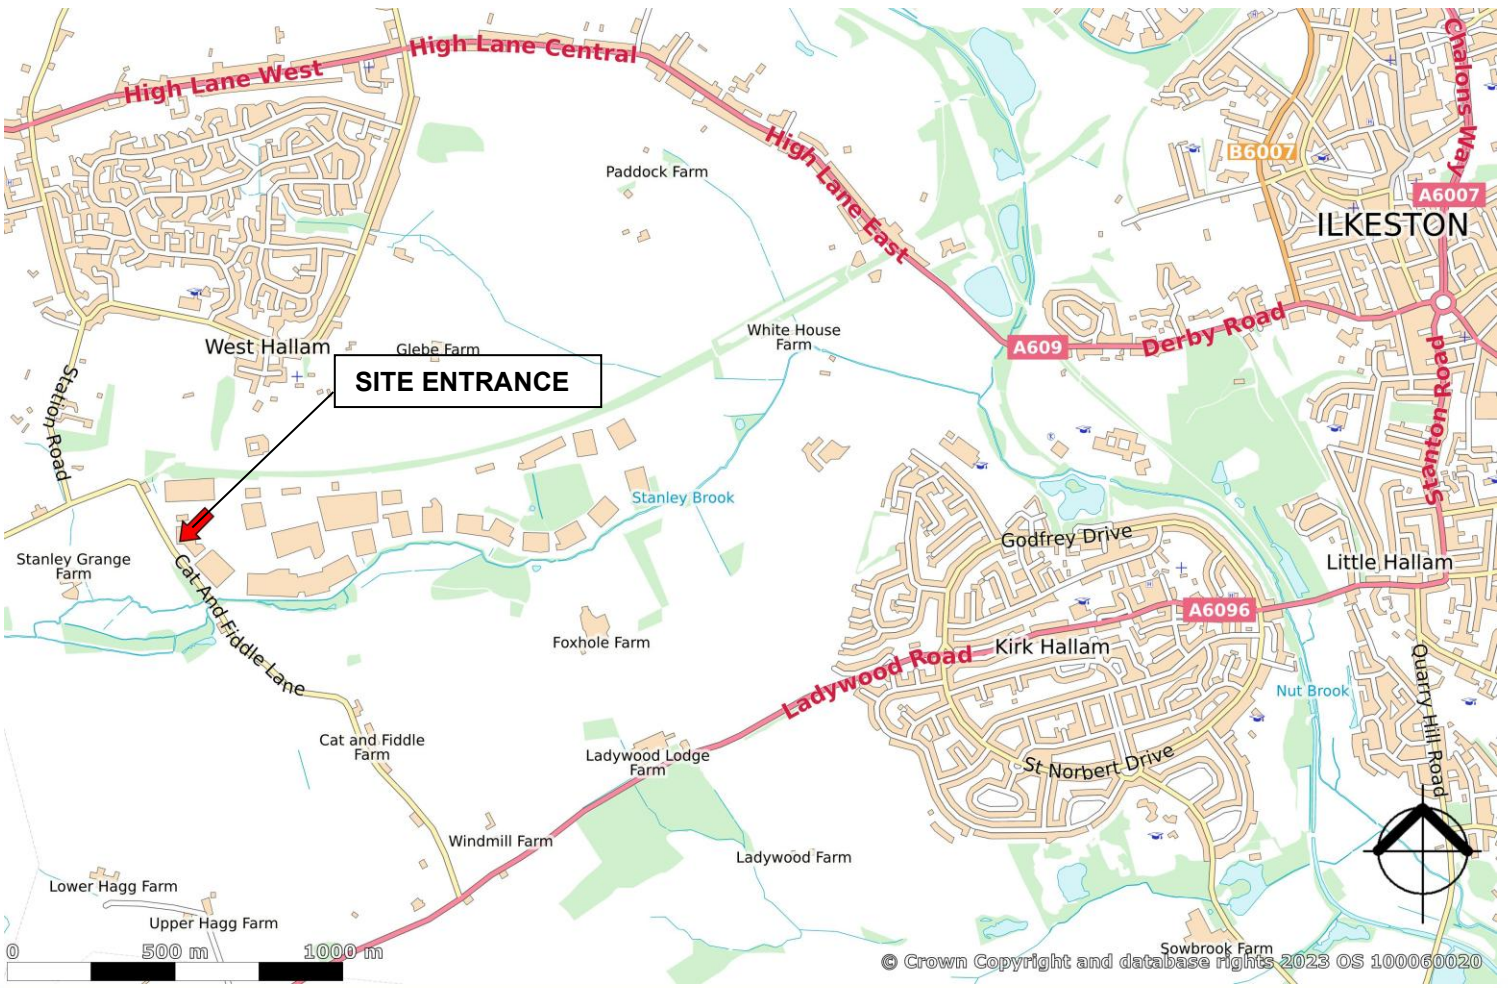 High Lane West
High Lane Central
Chalons Way
High Lane East
B6007
Paddock Farm
A6007
ILKESTON
White House
Farm
Derby Road
A609
West Hallam
Glebe Farm
SITE ENTRANCE
Station Road
Stanton Road
Stanley Brook
Godfrey Drive
Stanley Grange
Farm
Cat And Fiddle Lane
Little Hallam
A6096
Foxhole Farm
Kirk Hallam
Ladywood Road
Quarry Hill Road
Nut Brook
Cat and Fiddle
Farm
Ladywood Lodge
Farm
St Norbert Drive
Windmill Farm
Ladywood Farm
Lower Hagg Farm
Upper Hagg Farm
Sowbrook Farm
0 500 m 1000 m
© Crown Copyright and database rights 2023 OS 100060020